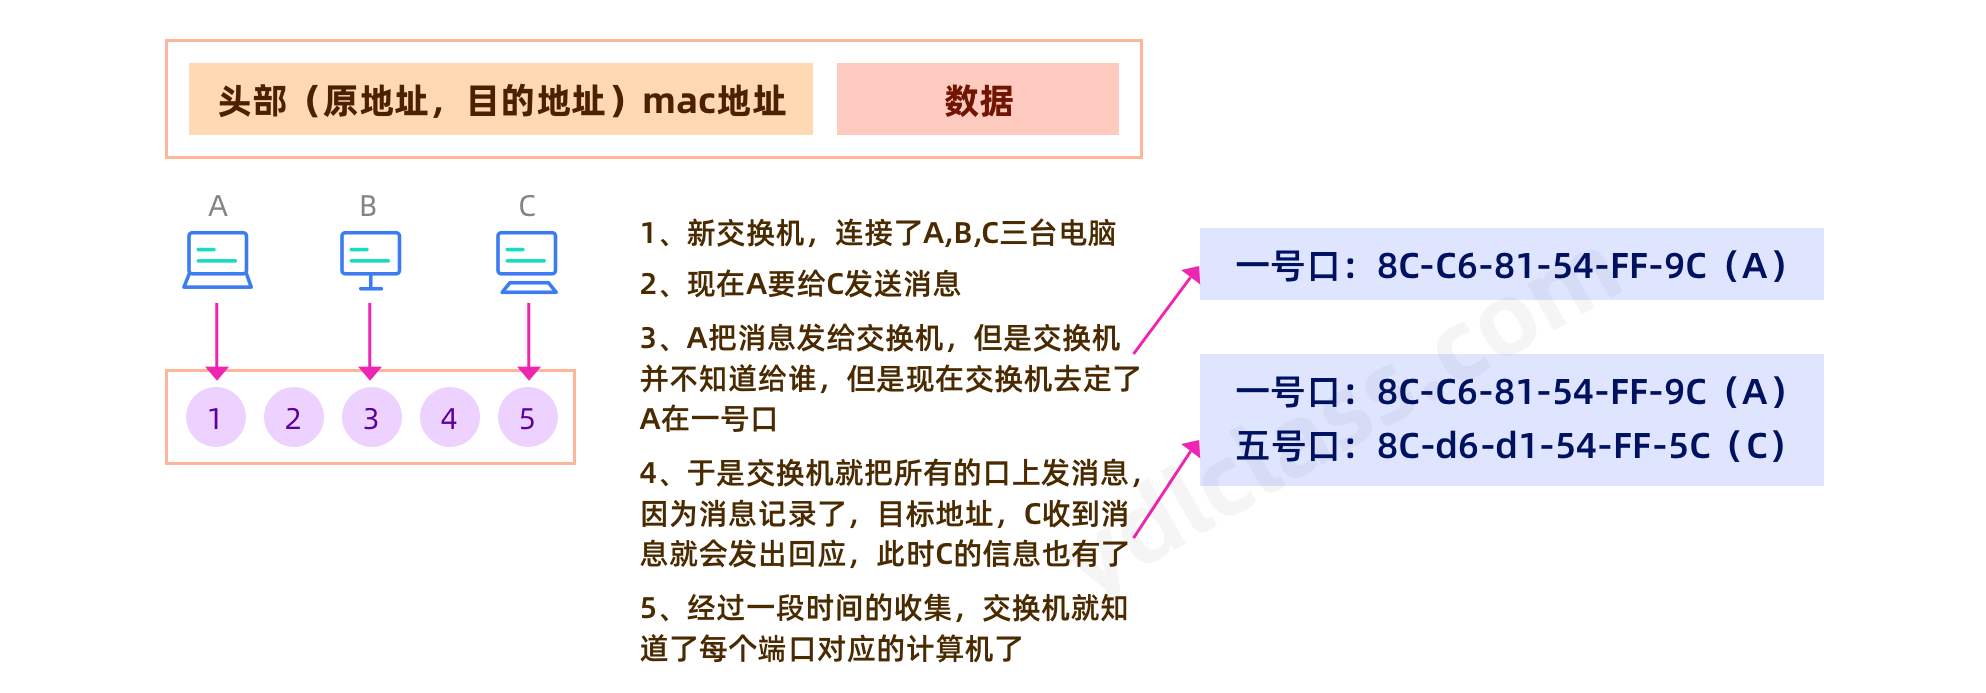 头部（原地址，目的地址）mac地址
数据
A
B
C
1
2
3
4
5
1、新交换机，连接了A,B,C三台电脑
2、现在A要给C发送消息
3、A把消息发给交换机，但是交换机
并不知道给谁，但是现在交换机去定了
A在一号口
4、于是交换机就把所有的口上发消息，
因为消息记录了，目标地址，C收到消
息就会发出回应，此时C的信息也有了
5、经过一段时间的收集，交换机就知
道了每个端口对应的计算机了
一号口：8C-C6-81-54-FF-9C（A）
一号口：8C-C6-81-54-FF-9C（A）
五号口：8C-d6-d1-54-FF-5C（C）
ydlclass.com